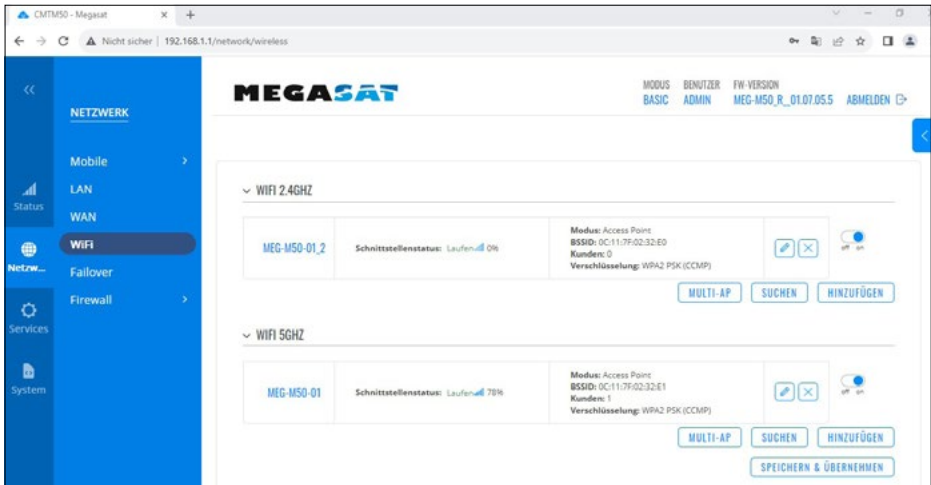 CMTM50 - Megasat
Nicht sicher | 192.168.1.1/network/wireless
MEGASAT
MODUS
BASIC
BENUTZER
ADMIN
FW-VERSION
MEG-M50_R_01.07.05.5
ABMELDEN
Status
Netzw...
Services
System
NETZWERK
Mobile
LAN
WAN
WiFi
Failover
Firewall
WIFI 2.4GHZ
MEG-M50-01_2
Schnittstellenstatus: Laufend 0%
Modus: Access Point
BSSID: 0C:11:7F:02:32:E0
Kunden: 0
Verschlüsselung: WPA2 PSK (CCMP)
off on
MULTI-AP
SUCHEN
HINZUFÜGEN
WIFI 5GHZ
MEG-M50-01
Schnittstellenstatus: Laufend 78%
Modus: Access Point
BSSID: 0C:11:7F:02:32:E1
Kunden: 1
Verschlüsselung: WPA2 PSK (CCMP)
off on
MULTI-AP
SUCHEN
HINZUFÜGEN
SPEICHERN & ÜBERNEHMEN